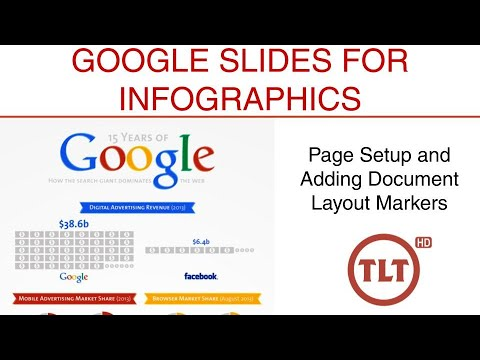 GOOGLE SLIDES FOR
INFOGRAPHICS
15 YEARS OF
Google
HOW THE SEARCH GIANT DOMINATES THE WEB
DIGITAL ADVERTISING REVENUE (2013)
$38.6b
$6.4b
Google
facebook.
MOBILE ADVERTISING MARKET SHARE (2013)
BROWSER MARKET SHARE (August 2013)
Page Setup and
Adding Document
Layout Markers
TLT
HD